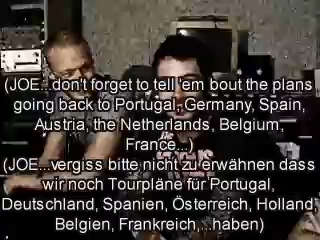 (JOE...don't forget to tell 'em bout the plans
going back to Portugal, Germany, Spain,
Austria, the Netherlands, Belgium,
France...)
(JOE...vergiss bitte nicht zu erwähnen dass
wir noch Tourpläne für Portugal,
Deutschland, Spanien, Österreich, Holland,
Belgien, Frankreich,...haben)